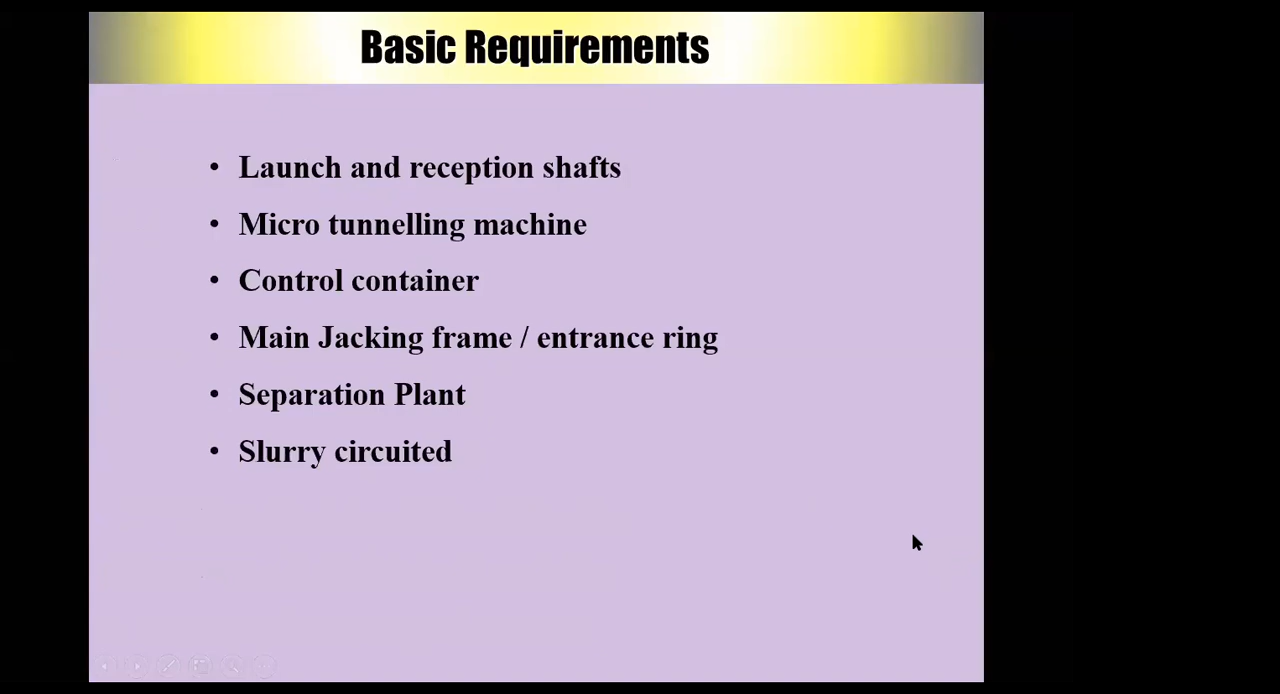 Basic Requirements
• Launch and reception shafts
• Micro tunnelling machine
• Control container
• Main Jacking frame / entrance ring
• Separation Plant
• Slurry circuited